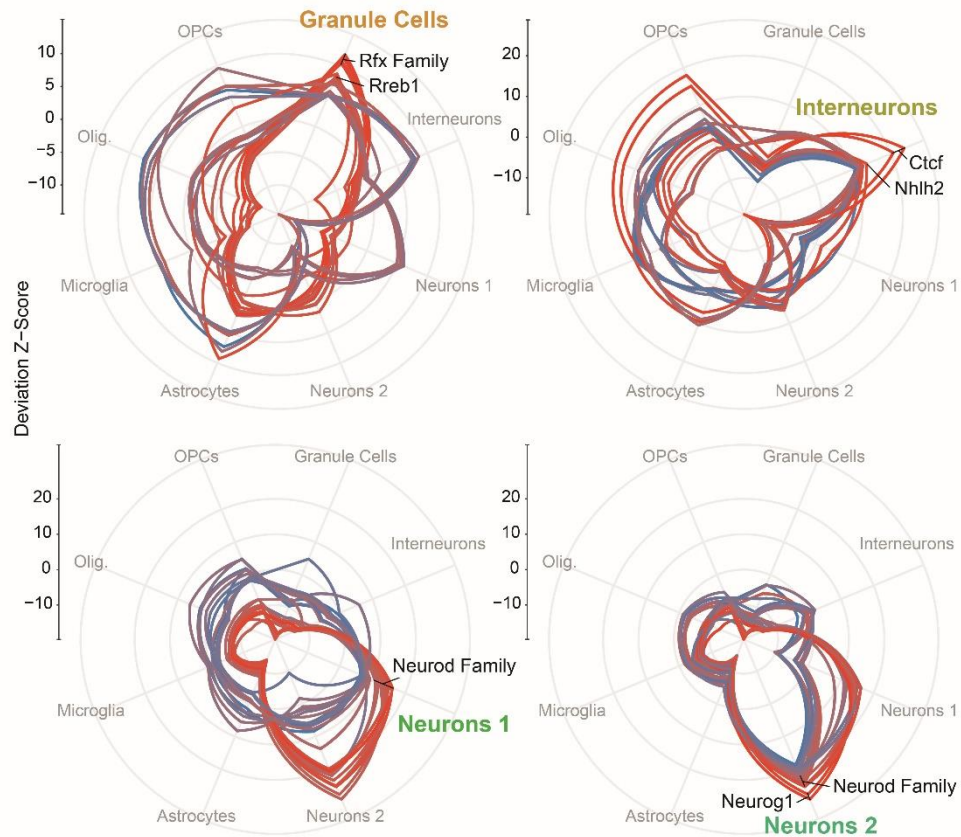 Granule Cells
OPCs
Rfx Family
Rreb1
Interneurons
Olig.
Microglia
Neurons 1
Astrocytes
Neurons 2
10
5
0
−5
−10
Deviation Z−Score
OPCs
Granule Cells
Interneurons
Ctcf
Nhlh2
Olig.
Microglia
Neurons 1
Astrocytes
Neurons 2
20
10
0
−10
OPCs
Granule Cells
Olig.
Interneurons
Neurod Family
Microglia
Neurons 1
Astrocytes
Neurons 2
20
10
0
−10
OPCs
Granule Cells
Olig.
Interneurons
Microglia
Neurons 1
Neurod Family
Neurog1
Astrocytes
Neurons 2
20
10
0
−10